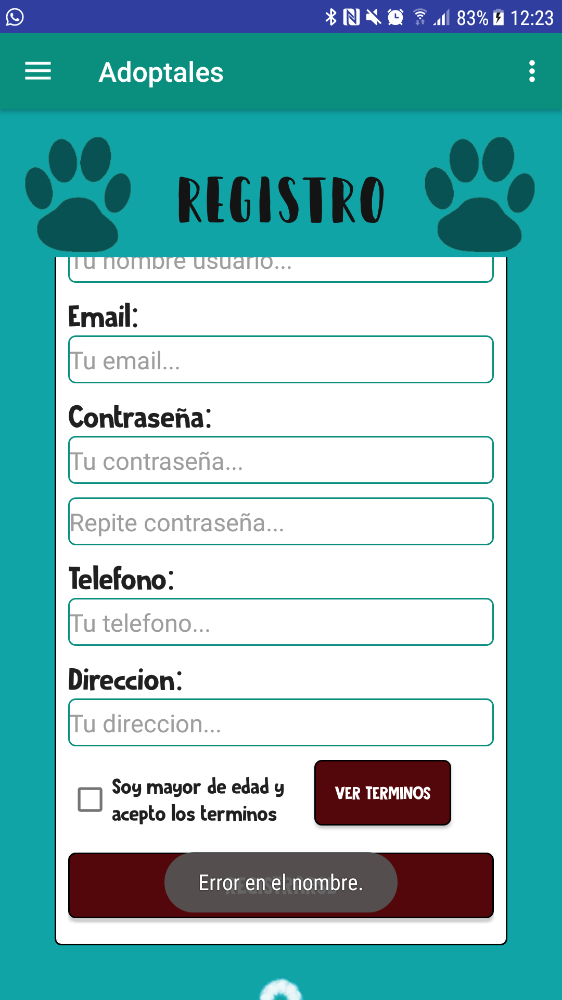 83% 12:23
Adoptales
REGISTRO
Tu nombre usuario...
Email:
Tu email...
Contraseña:
Tu contraseña...
Repite contraseña...
Telefono:
Tu telefono...
Direccion:
Tu direccion...
Soy mayor de edad y
acepto los terminos
VER TERMINOS
REGISTRARSE
Error en el nombre.